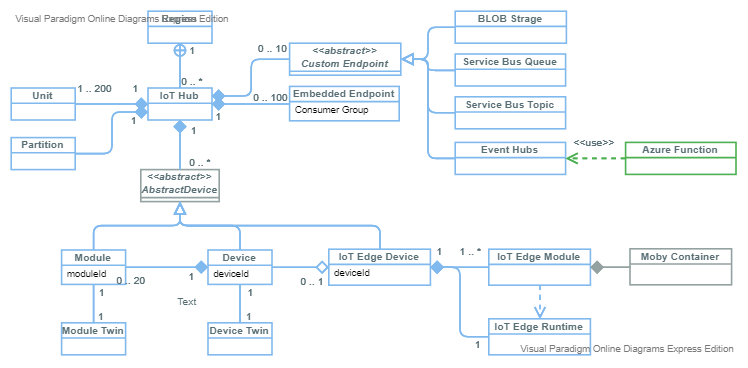 Visual Paradigm Online Diagrams Express Edition
Region
BLOB Strage
1
0 .. 10
<<abstract>>
Custom Endpoint
Service Bus Queue
0 .. *
Unit
1 .. 200
1
IoT Hub
0 .. 100
Embedded Endpoint
Consumer Group
Service Bus Topic
1
1
1
Partition
Event Hubs
<<use>>
Azure Function
0 .. *
<<abstract>>
AbstractDevice
Module
moduleId
0 .. 20
1
Device
deviceId
0 .. 1
IoT Edge Device
deviceId
1
1 .. *
IoT Edge Module
Moby Container
1
1
Text
1
1
Module Twin
Device Twin
1
IoT Edge Runtime
Visual Paradigm Online Diagrams Express Edition